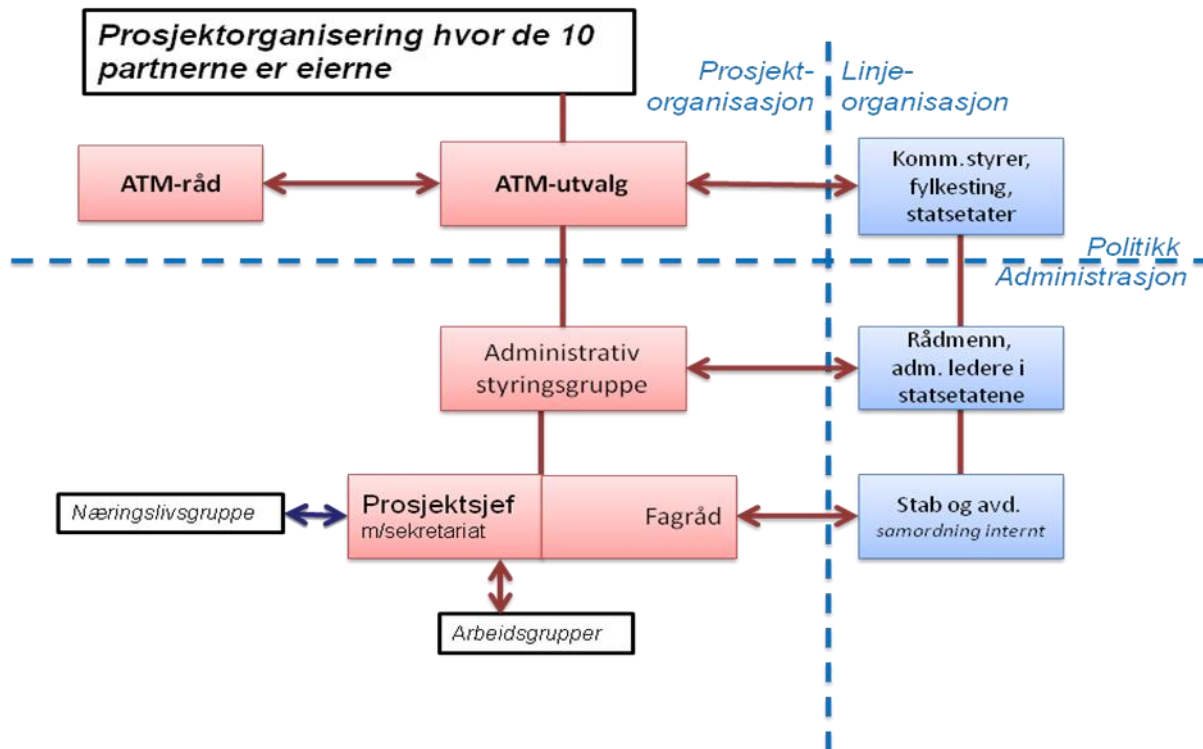 Prosjektorganisering hvor de 10
partnerne er eierne
Prosjekt-
organisasjon
Linje-
organisasjon
ATM-råd
ATM-utvalg
Komm.styrer,
fylkesting,
statsetater
Politikk
Administrasjon
Administrativ
styringsgruppe
Rådmenn,
adm. ledere i
statsetatene
Næringslivsgruppe
Prosjektsjef
m/sekretariat
Fagråd
Stab og avd.
samordning internt
Arbeidsgrupper